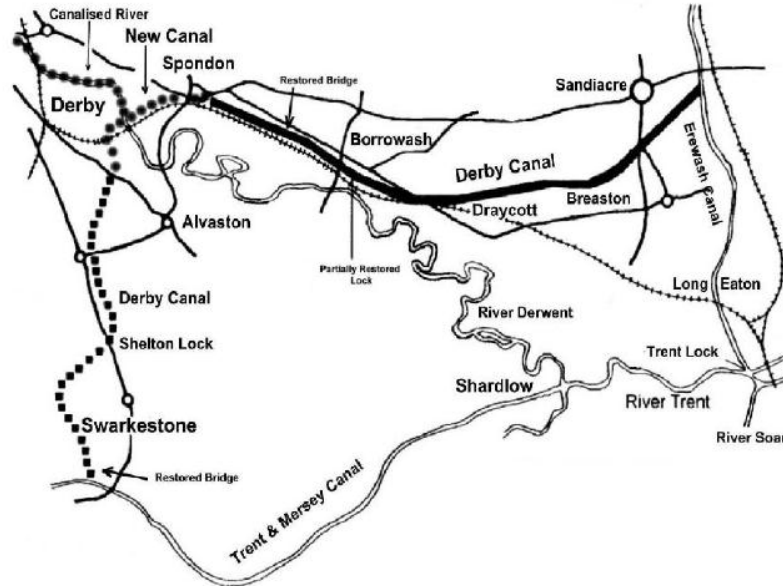 Canalised River
New Canal
Spondon
Restored Bridge
Sandiacre
Derby
Borrowash
Derby Canal
Erewash Canal
Breaston
Draycott
Alvaston
Partially Restored
Lock
Derby Canal
Long Eaton
River Derwent
Shelton Lock
Trent Lock
Shardlow
River Trent
Swarkestone
River Soar
Restored Bridge
Trent & Mersey Canal